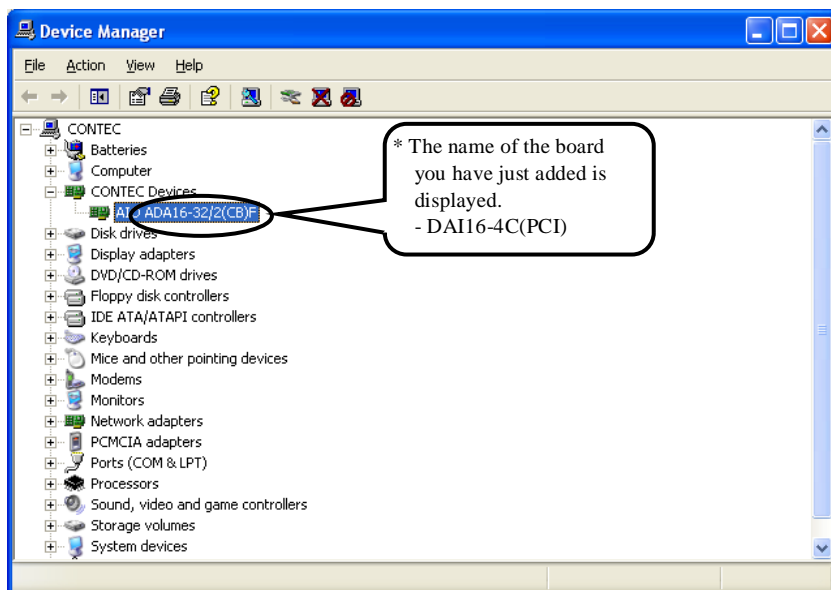 Device Manager
File Action View Help
CONTEC
* The name of the board
you have just added is
displayed.
- DAI16-4C(PCI)
Batteries
Computer
CONTEC Devices
AIO ADA16-32/2(CB)F
Disk drives
Display adapters
DVD/CD-ROM drives
Floppy disk controllers
IDE ATA/ATAPI controllers
Keyboards
Mice and other pointing devices
Modems
Monitors
Network adapters
PCMCIA adapters
Ports (COM & LPT)
Processors
Sound, video and game controllers
Storage volumes
System devices